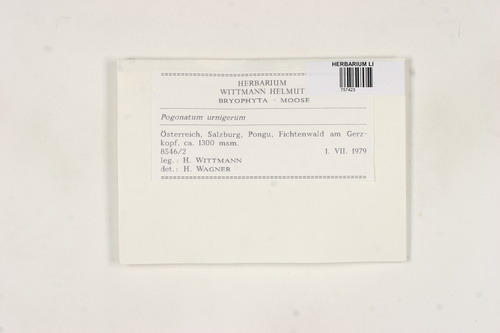 HERBARIUM LI
757423
HERBARIUM
WITTMANN HELMUT
BRYOPHYTA - MOOSE
Pogonatum urnigerum
Österreich, Salzburg, Pongu, Fichtenwald am Gerz-
kopf, ca. 1300 msm.
8546/2 1. VII. 1979
leg.: H. WITTMANN
det.: H. WAGNER